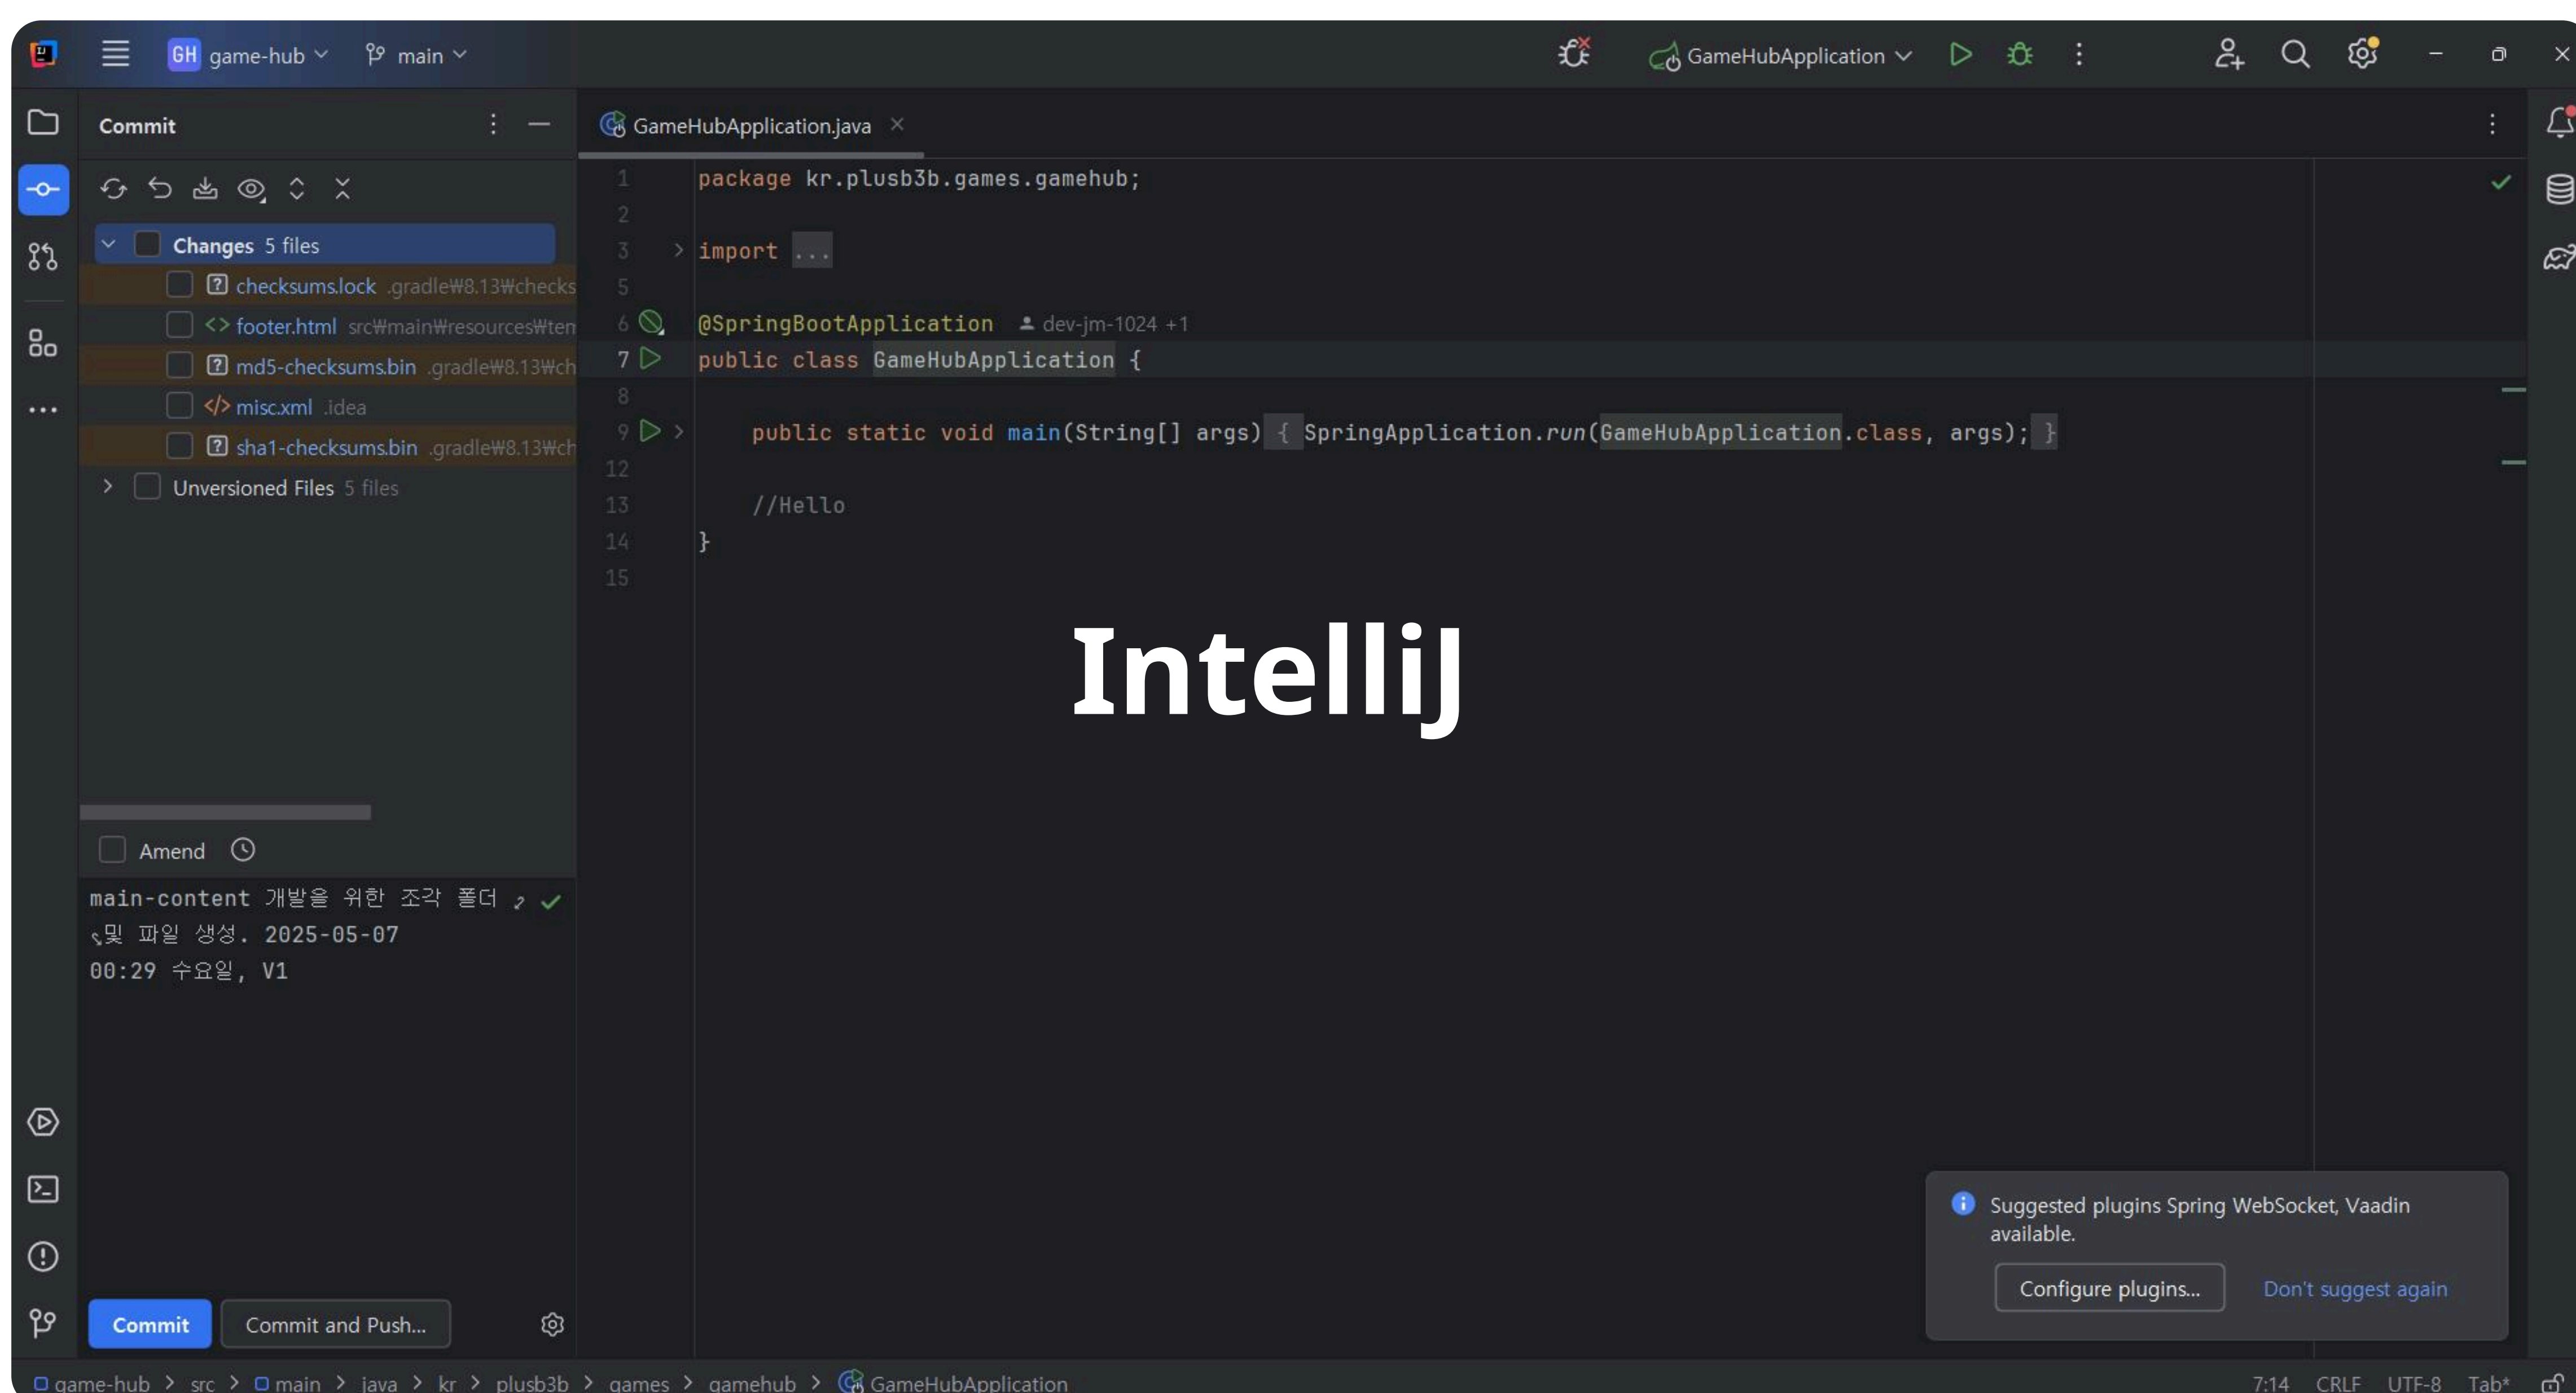 GH game-hub main GameHubApplication
Commit
GameHubApplication.java
Changes 5 files
checksums.lock .gradle₩8.13₩checks
footer.html src₩main₩resources₩tem
md5-checksums.bin .gradle₩8.13₩ch
misc.xml .idea
sha1-checksums.bin .gradle₩8.13₩ch
Unversioned Files 5 files
1 package kr.plusb3b.games.gamehub;
2
3 import ...
5
6 @SpringBootApplication dev-jm-1024 +1
7 public class GameHubApplication {
8
9 public static void main(String[] args) { SpringApplication.run(GameHubApplication.class, args); }
12
13 //Hello
14 }
15
IntelliJ
Amend
main-content 개발을 위한 조각 폴더
및 파일 생성. 2025-05-07
00:29 수요일, V1
Commit Commit and Push...
Suggested plugins Spring WebSocket, Vaadin
available.
Configure plugins... Don't suggest again
game-hub > src > main > java > kr > plusb3b > games > gamehub > GameHubApplication
7:14 CRLF UTF-8 Tab*